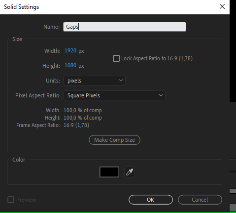 Solid Settings
Name: Gaps
Size
Width: 1920 px
Lock Aspect Ratio to 16:9 (1,78)
Height: 1080 px
Units: pixels
Pixel Aspect Ratio: Square Pixels
Width: 100,0 % of comp
Height: 100,0 % of comp
Frame Aspect Ratio: 16:9 (1,78)
Make Comp Size
Color
Preview
OK
Cancel